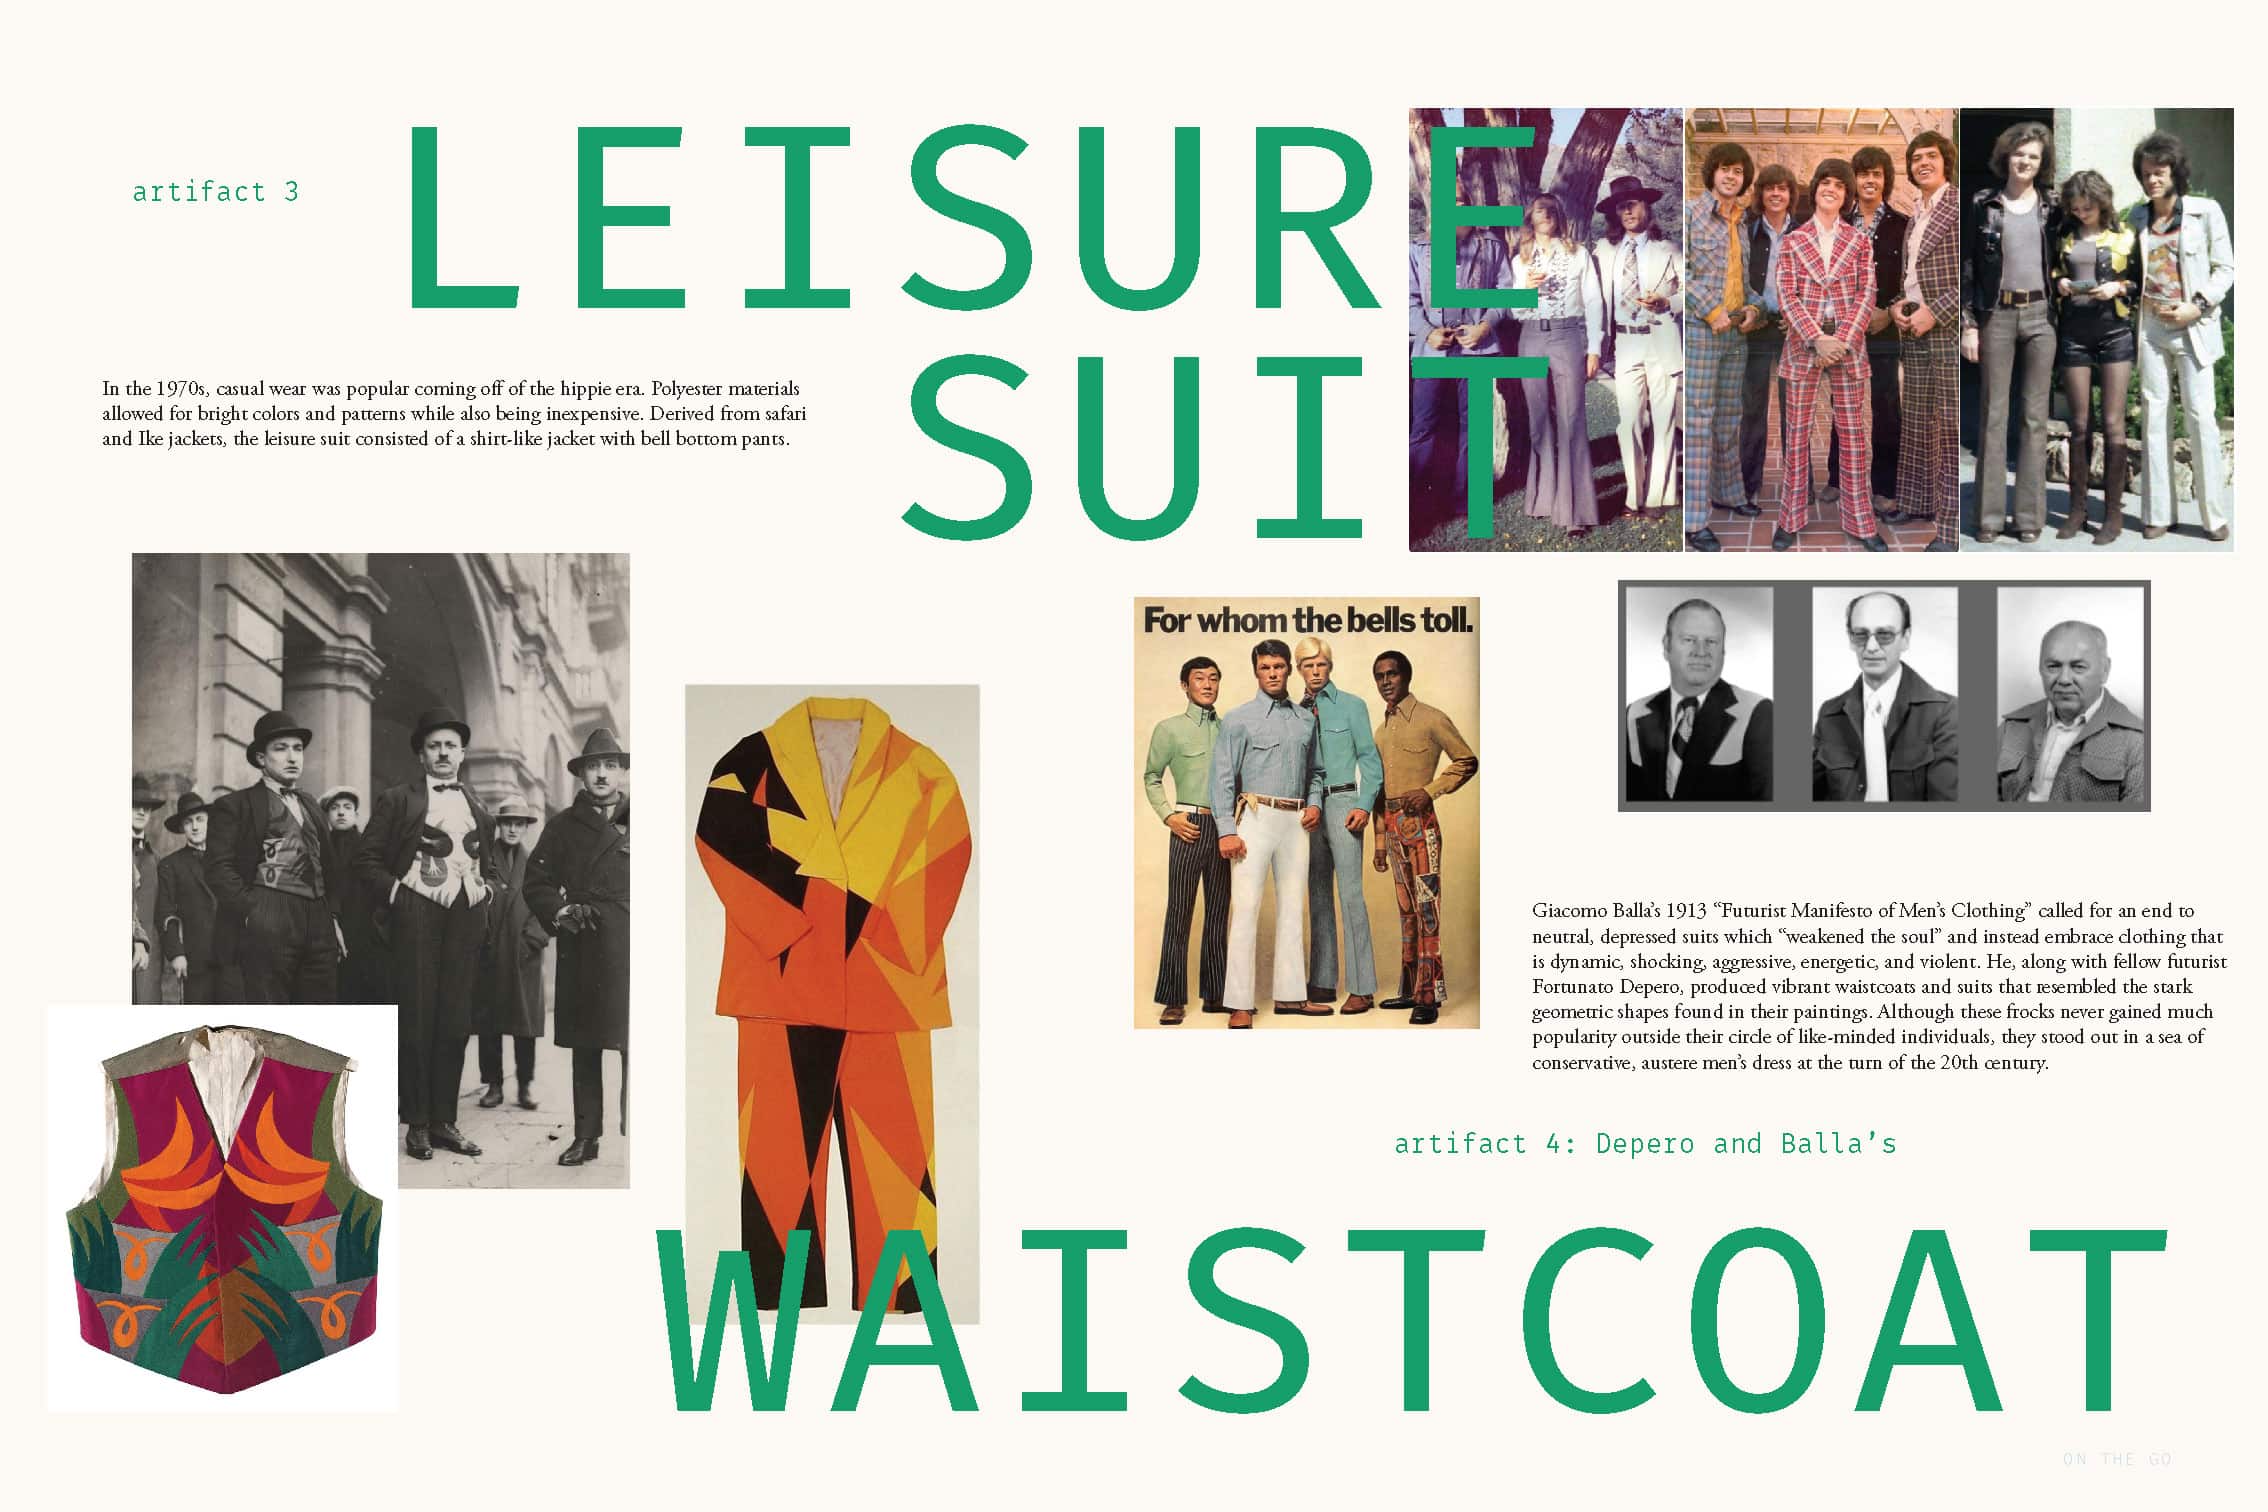 artifact 3
LEISURE
SUIT
In the 1970s, casual wear was popular coming off of the hippie era. Polyester materials
allowed for bright colors and patterns while also being inexpensive. Derived from safari
and Ike jackets, the leisure suit consisted of a shirt-like jacket with bell bottom pants.
For whom the bells toll.
Giacomo Balla’s 1913 “Futurist Manifesto of Men’s Clothing” called for an end to
neutral, depressed suits which “weakened the soul” and instead embrace clothing that
is dynamic, shocking, aggressive, energetic, and violent. He, along with fellow futurist
Fortunato Depero, produced vibrant waistcoats and suits that resembled the stark
geometric shapes found in their paintings. Although these frocks never gained much
popularity outside their circle of like-minded individuals, they stood out in a sea of
conservative, austere men’s dress at the turn of the 20th century.
artifact 4: Depero and Balla’s
WAISTCOAT
ON THE GO